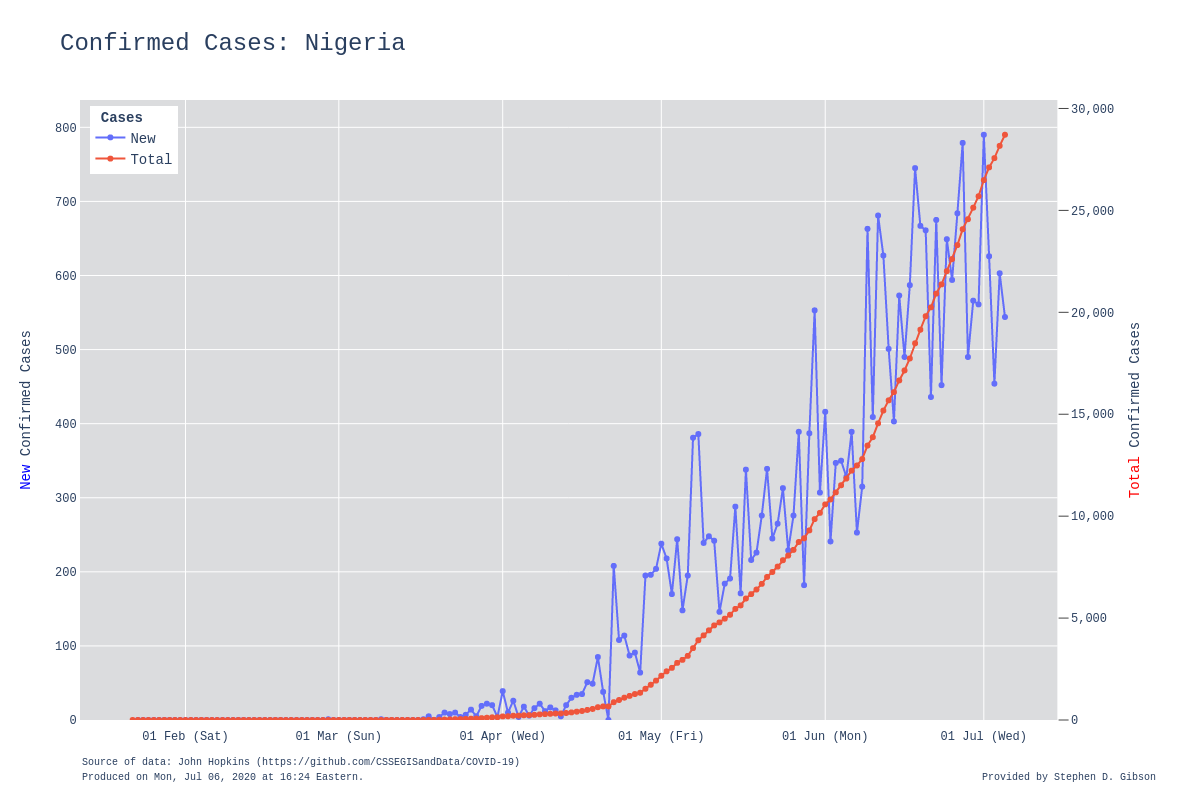 Confirmed Cases: Nigeria
Cases
New
Total
800
700
600
500
400
300
200
100
0
30,000
25,000
20,000
15,000
10,000
5,000
0
New Confirmed Cases
Total Confirmed Cases
01 Feb (Sat)
01 Mar (Sun)
01 Apr (Wed)
01 May (Fri)
01 Jun (Mon)
01 Jul (Wed)
Source of data: John Hopkins (https://github.com/CSSEGISandData/COVID-19)
Produced on Mon, Jul 06, 2020 at 16:24 Eastern.
Provided by Stephen D. Gibson